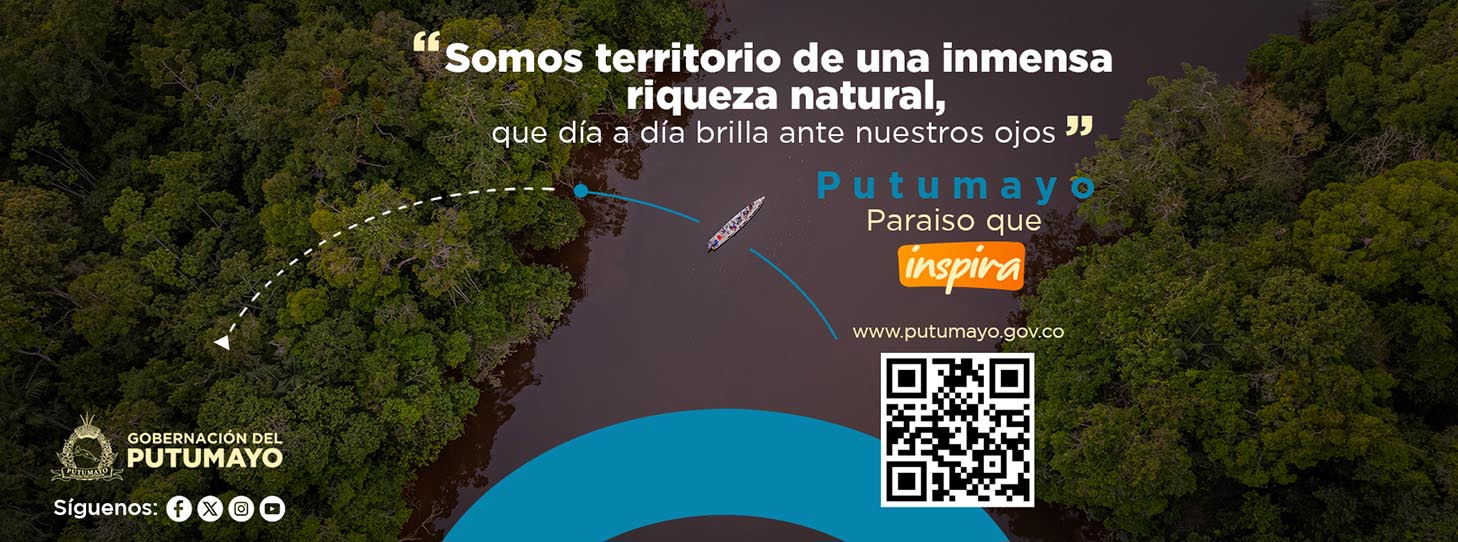 “Somos territorio de una inmensa
riqueza natural,
que día a día brilla ante nuestros ojos”
Putumayo
Paraiso que
inspira
www.putumayo.gov.co
GOBERNACIÓN DEL
PUTUMAYO
PUTUMAYO
Síguenos: